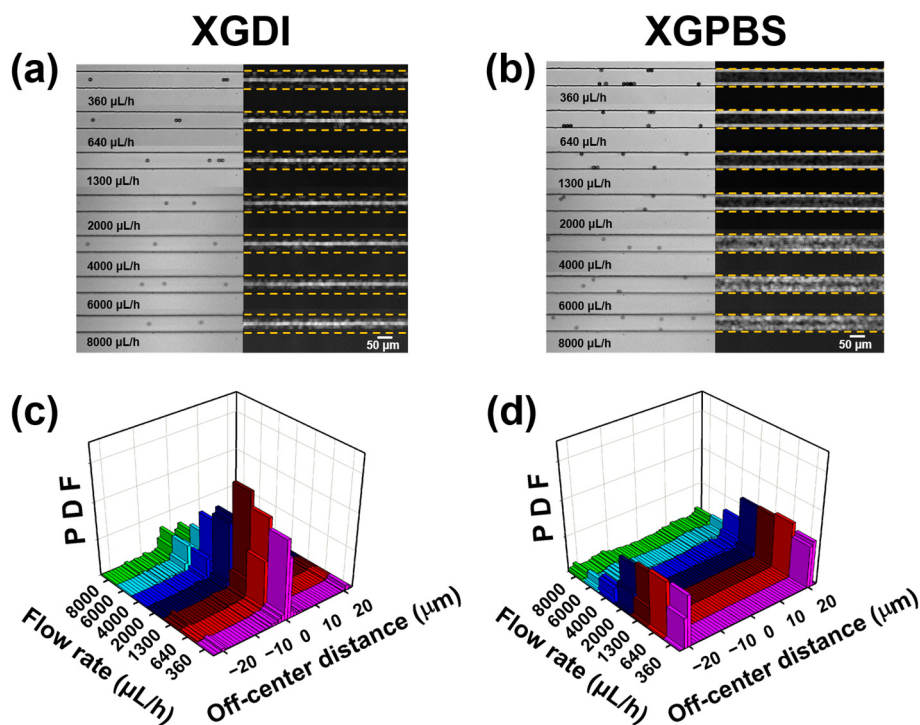 XGDI
XGPBS
(a)
360 µL/h
640 µL/h
1300 µL/h
2000 µL/h
4000 µL/h
6000 µL/h
8000 µL/h
50 µm
(b)
360 µL/h
640 µL/h
1300 µL/h
2000 µL/h
4000 µL/h
6000 µL/h
8000 µL/h
50 µm
(c)
PDF
8000
6000
4000
2000
1300
640
360
Flow rate (µL/h)
−20
−10
0
10
20
Off-center distance (µm)
(d)
PDF
8000
6000
4000
2000
1300
640
360
Flow rate (µL/h)
−20
−10
0
10
20
Off-center distance (µm)